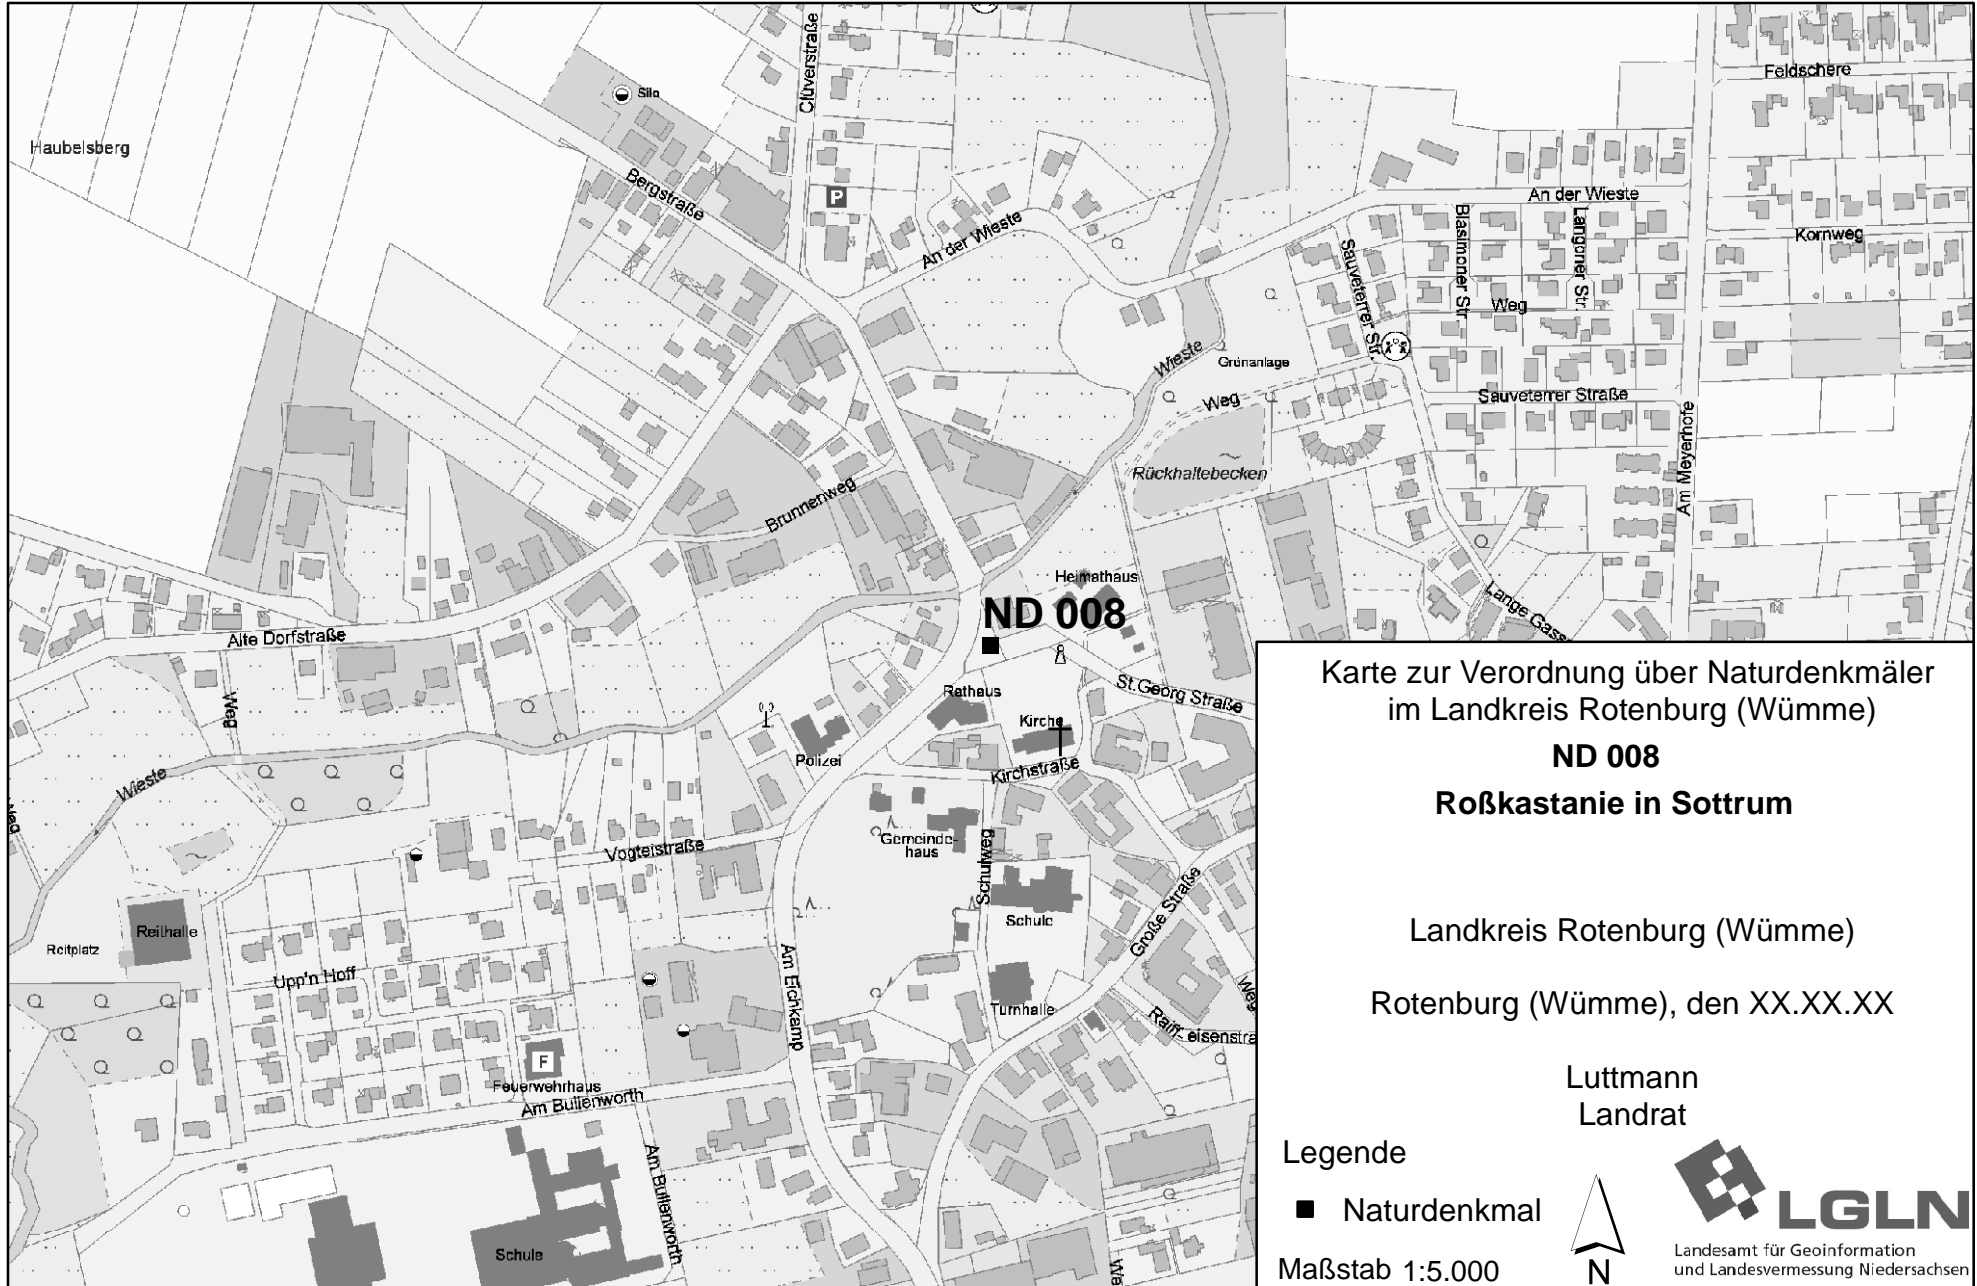 Clüverstraße
Feldschere
Silo
Haubelsberg
Bergstraße
P
An der Wieste
An der Wieste
Blasimoner Str.
Langoner Str.
Kornweg
Sauveterrer Str.
Weg
Wieste
Grünanlage
Weg
Sauveterrer Straße
Am Meyerhofe
Rückhaltebecken
Brunnenweg
Heimathaus
ND 008
Lange Gass
Alte Dorfstraße
Weg
Rathaus
St.Georg Straße
Kirche
Polizei
Kirchstraße
Wieste
Weg
Gemeinde-
haus
Vogteistraße
Schulweg
Schule
Große Straße
Reithalle
Reitplatz
Upp'n Hoff
Am Eichkamp
Turnhalle
Weg
Raiffeisenstra
F
Feuerwehrhaus
Am Bullenworth
Am Bullenworth
Schule
We
Karte zur Verordnung über Naturdenkmäler
im Landkreis Rotenburg (Wümme)
ND 008
Roßkastanie in Sottrum
Landkreis Rotenburg (Wümme)
Rotenburg (Wümme), den XX.XX.XX
Luttmann
Landrat
Legende
Naturdenkmal
Maßstab 1:5.000
N
LGLN
Landesamt für Geoinformation
und Landesvermessung Niedersachsen